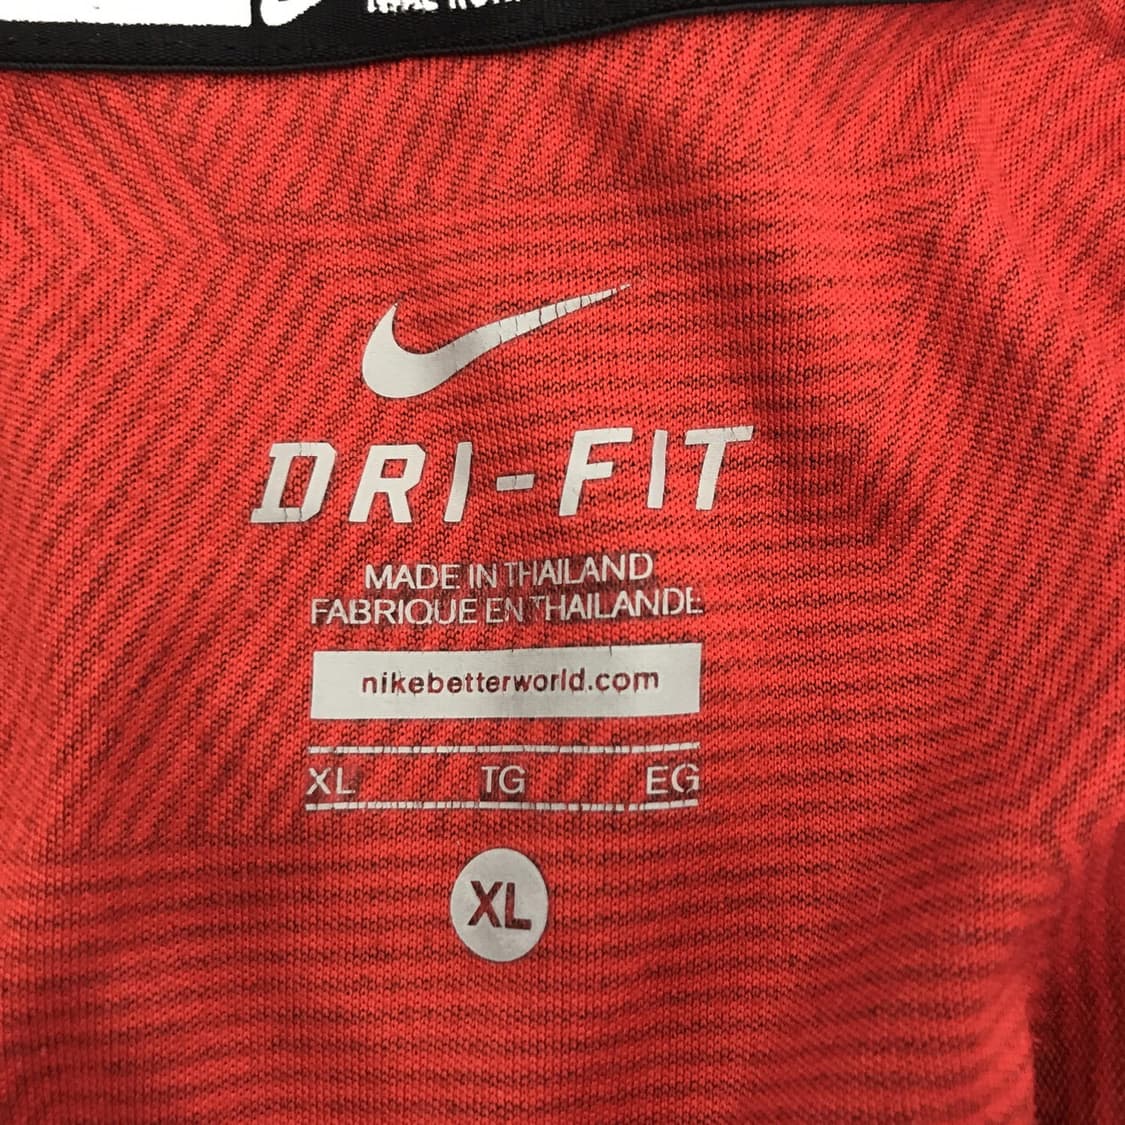 DRI-FIT
MADE IN THAILAND
FABRIQUE EN THAILANDE
nikebetterworld.com
XL TG EG
XL